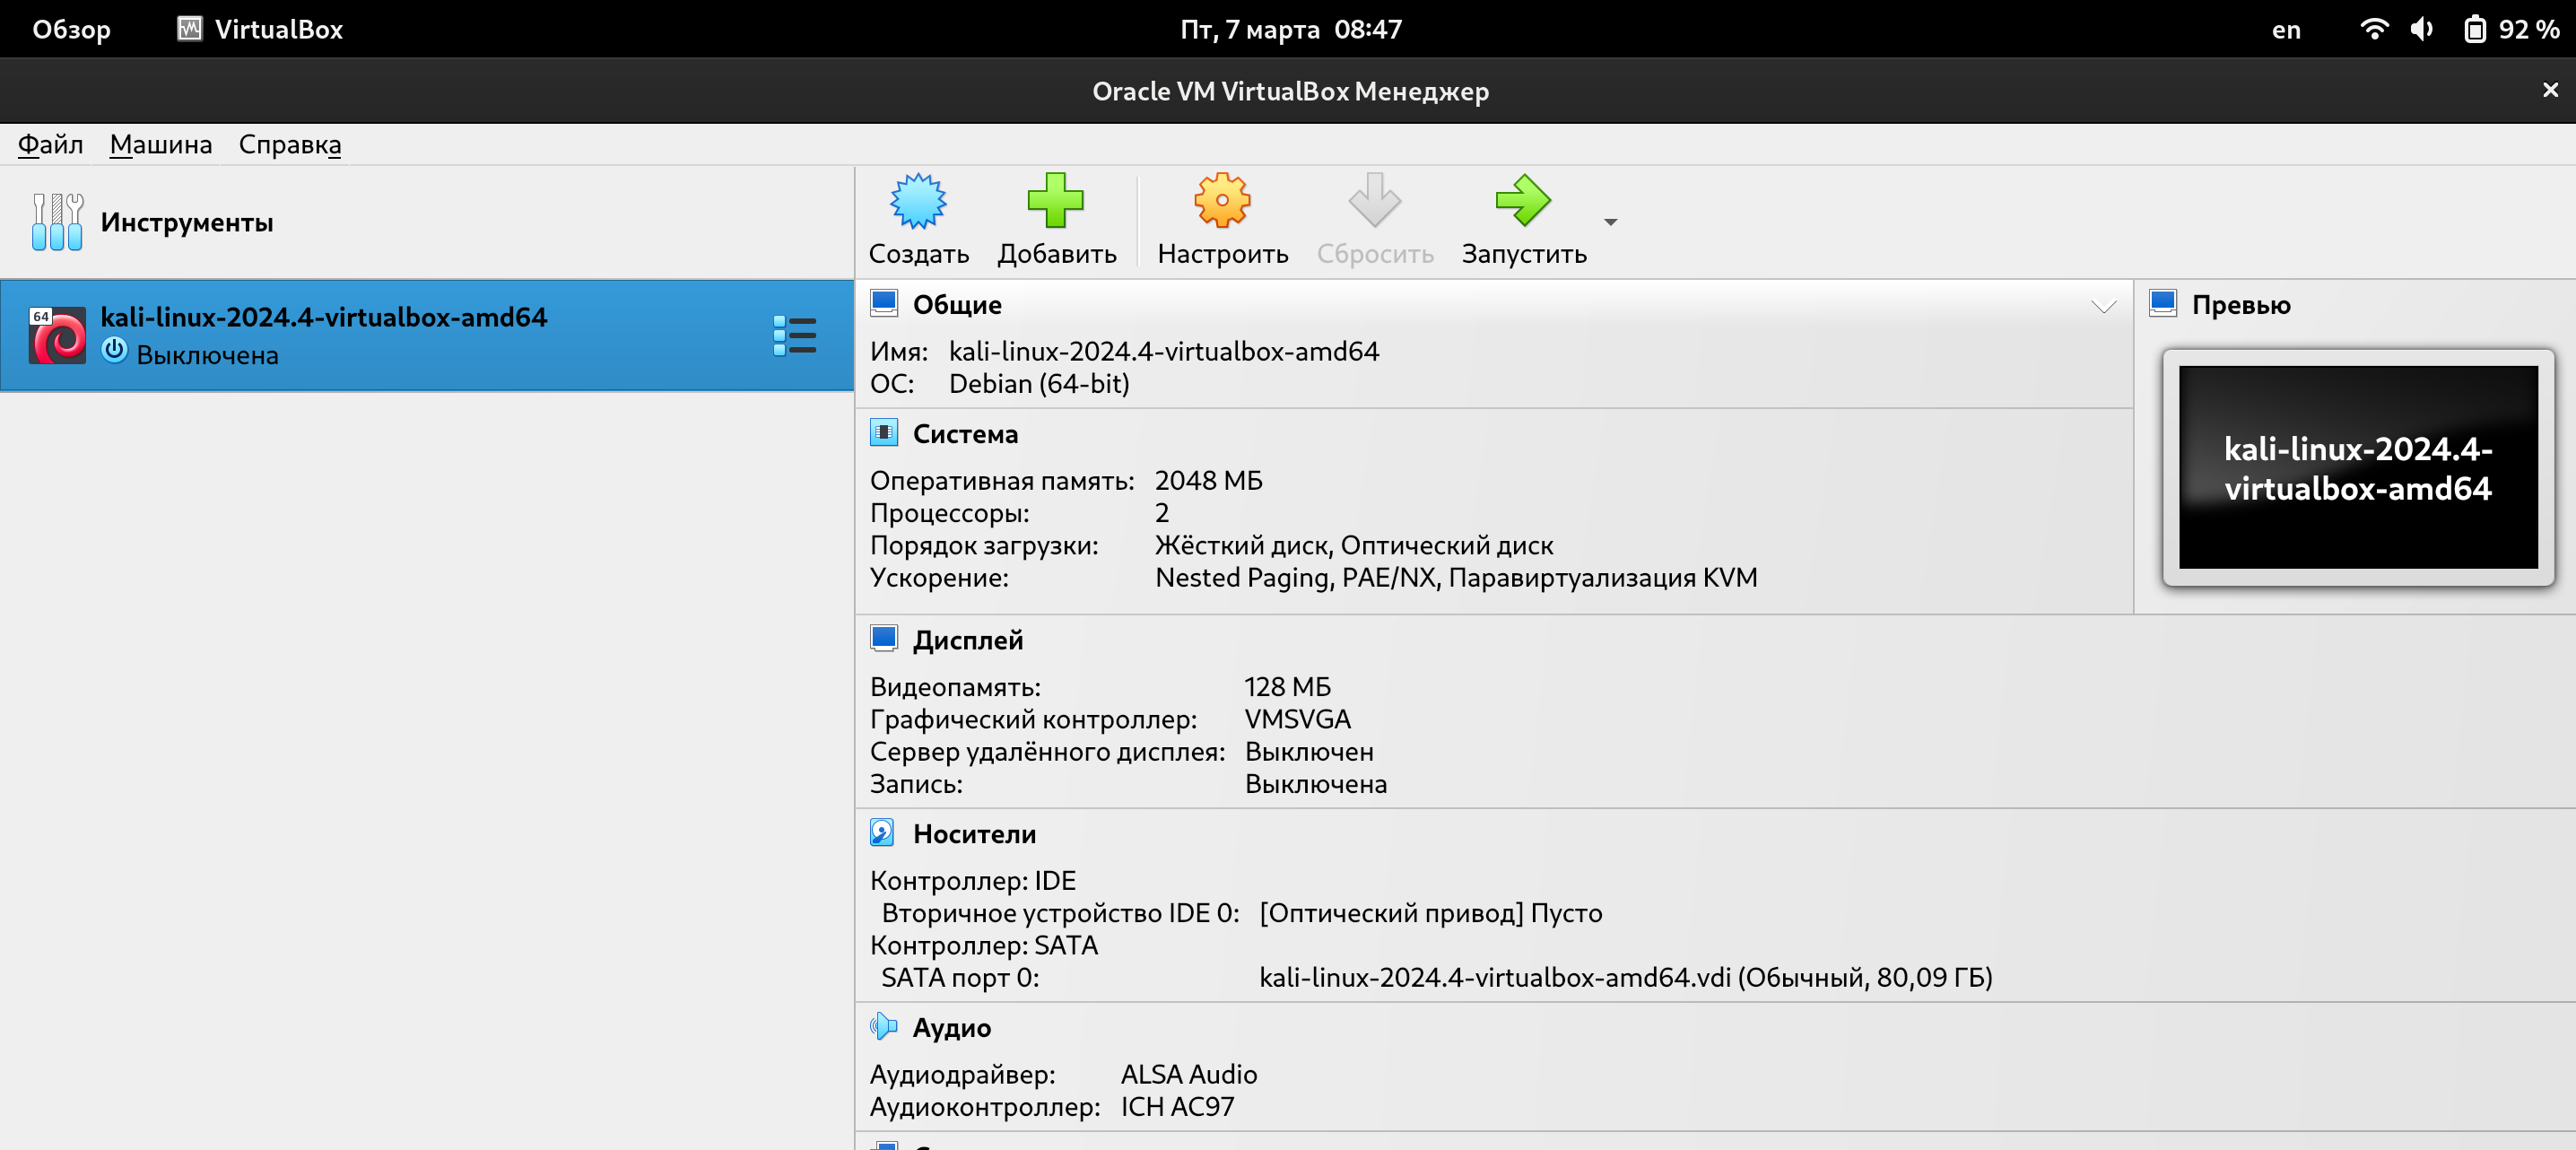 Обзор VirtualBox Пт, 7 марта 08:47 en 92 %
Oracle VM VirtualBox Менеджер
Файл Машина Справка
Инструменты
Создать Добавить Настроить Сбросить Запустить
64 kali-linux-2024.4-virtualbox-amd64
Выключена
Общие
Имя: kali-linux-2024.4-virtualbox-amd64
ОС: Debian (64-bit)
Система
Оперативная память: 2048 МБ
Процессоры: 2
Порядок загрузки: Жёсткий диск, Оптический диск
Ускорение: Nested Paging, PAE/NX, Паравиртуализация KVM
Превью
kali-linux-2024.4-
virtualbox-amd64
Дисплей
Видеопамять: 128 МБ
Графический контроллер: VMSVGA
Сервер удалённого дисплея: Выключен
Запись: Выключена
Носители
Контроллер: IDE
Вторичное устройство IDE 0: [Оптический привод] Пусто
Контроллер: SATA
SATA порт 0: kali-linux-2024.4-virtualbox-amd64.vdi (Обычный, 80,09 ГБ)
Аудио
Аудиодрайвер: ALSA Audio
Аудиоконтроллер: ICH AC97